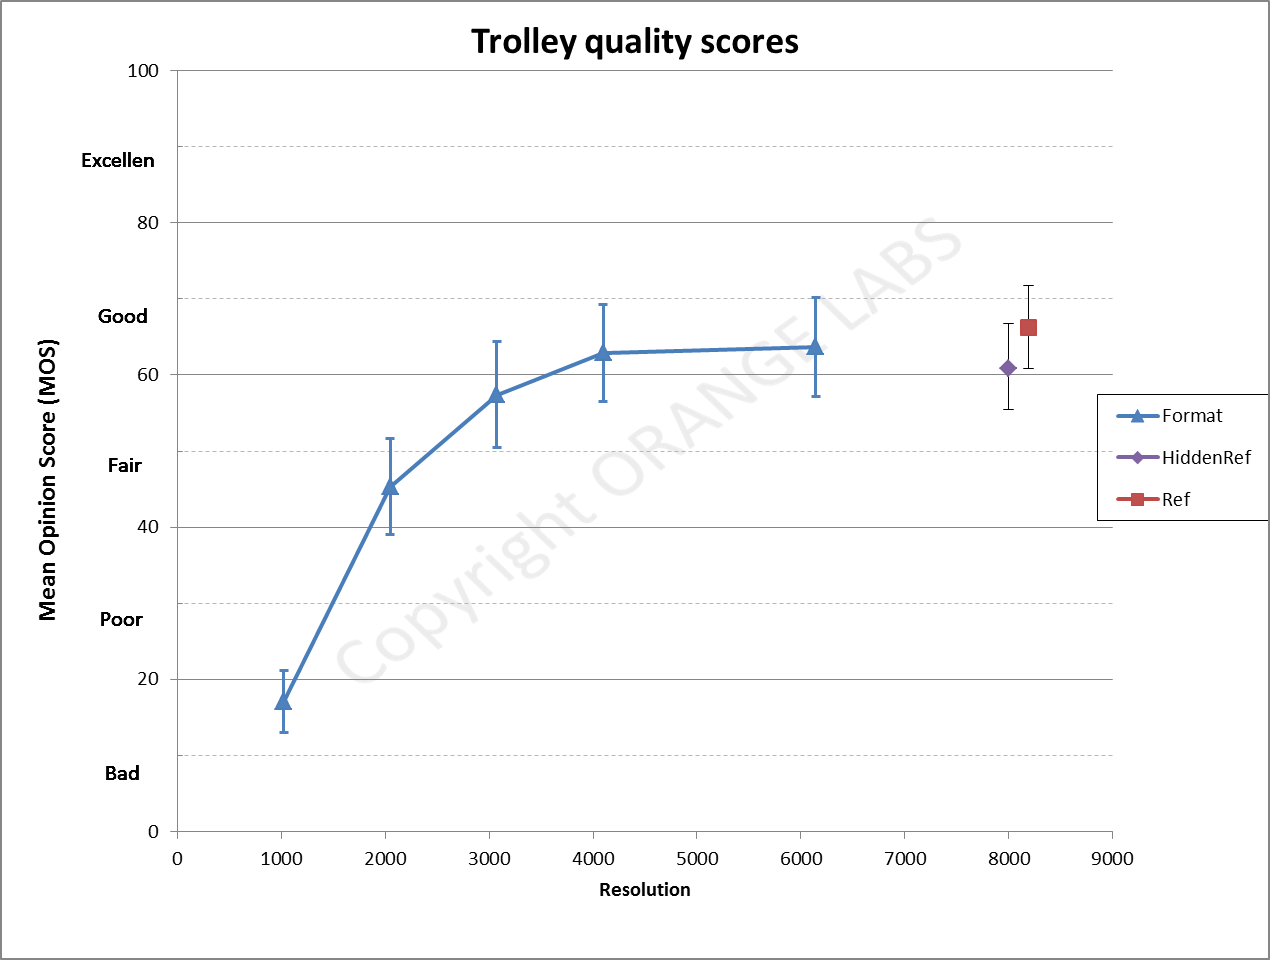 Trolley quality scores
100
Excellen
80
Good
60
Fair
40
Poor
20
Bad
0
Mean Opinion Score (MOS)
0 1000 2000 3000 4000 5000 6000 7000 8000 9000
Resolution
Format
HiddenRef
Ref
Copyright ORANGE LABS